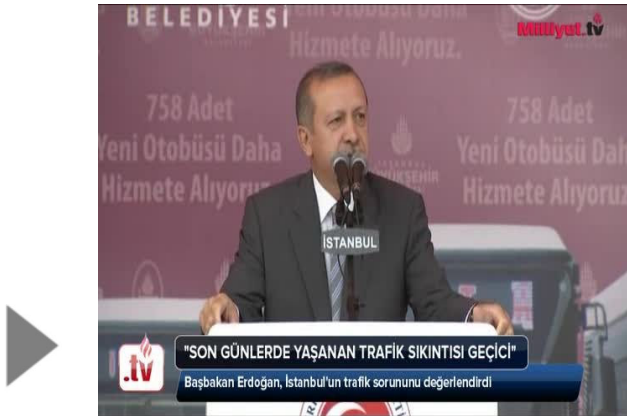 BELEDİYESİ
Yeni Otobüsü Daha
Hizmete Alıyoruz.
Milliyet.tv
758 Adet
Yeni Otobüsü Daha
Hizmete Alıyoruz
758 Adet
Yeni Otobüsü Daha
Hizmete Alıyoruz
İSTANBUL
BÜYÜKŞEHİR
İSTANBUL
.tv
"SON GÜNLERDE YAŞANAN TRAFİK SIKINTISI GEÇİCİ"
Başbakan Erdoğan, İstanbul'un trafik sorununu değerlendirdi